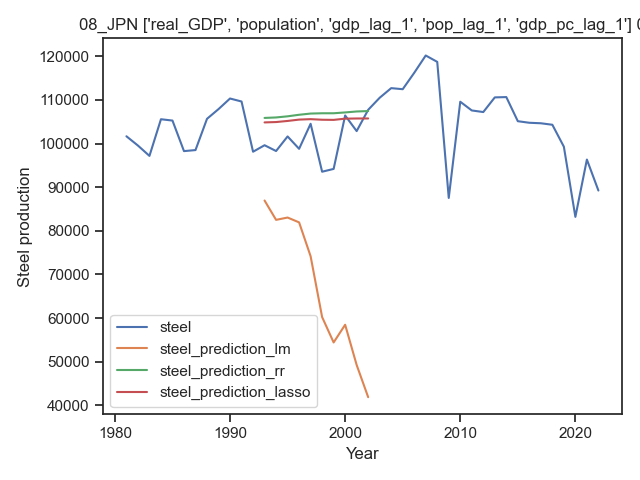 08_JPN ['real_GDP', 'population', 'gdp_lag_1', 'pop_lag_1', 'gdp_pc_lag_1']
120000
110000
100000
90000
80000
70000
60000
50000
40000
Steel production
steel
steel_prediction_lm
steel_prediction_rr
steel_prediction_lasso
1980 1990 2000 2010 2020
Year